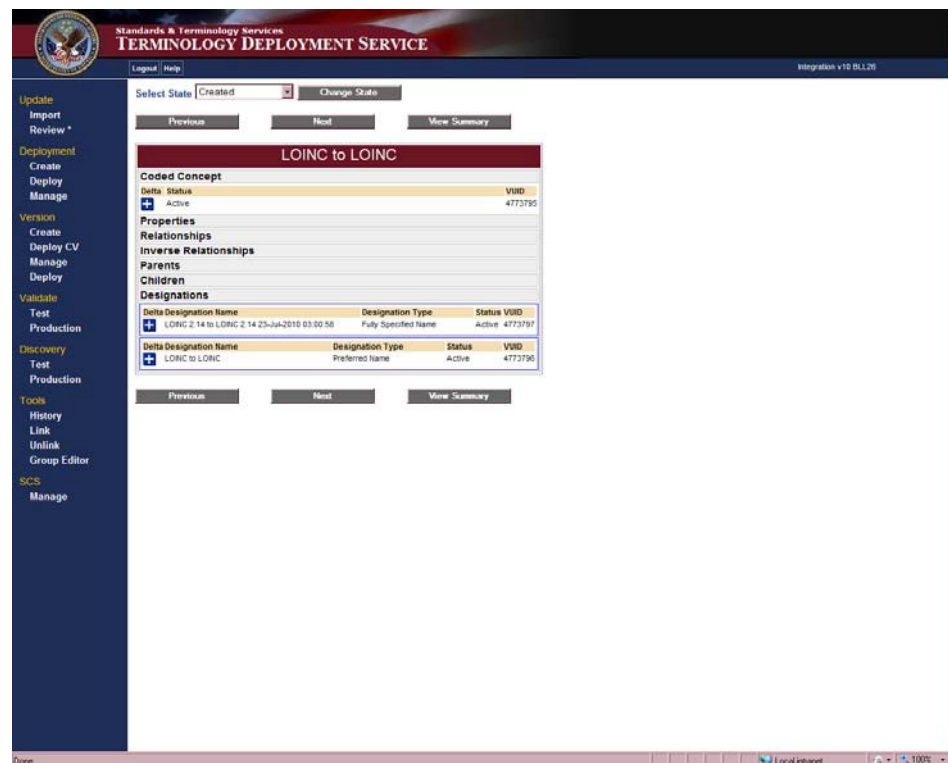 Standards & Terminology Services
TERMINOLOGY DEPLOYMENT SERVICE
Logout Help
Integration v10 BLL26
Update
Import
Review *
Deployment
Create
Deploy
Manage
Version
Create
Deploy CV
Manage
Deploy
Validate
Test
Production
Discovery
Test
Production
Tools
History
Link
Unlink
Group Editor
SCS
Manage
Select State Created Change State
Previous Next View Summary
LOINC to LOINC
Coded Concept
Delta Status VUID
Active 4773795
Properties
Relationships
Inverse Relationships
Parents
Children
Designations
Delta Designation Name Designation Type Status VUID
LOINC 2.14 to LOINC 2.14 23-Jul-2010 03:00:58 Fully Specified Name Active 4773797
Delta Designation Name Designation Type Status VUID
LOINC to LOINC Preferred Name Active 4773796
Previous Next View Summary
Done
Local intranet
100%